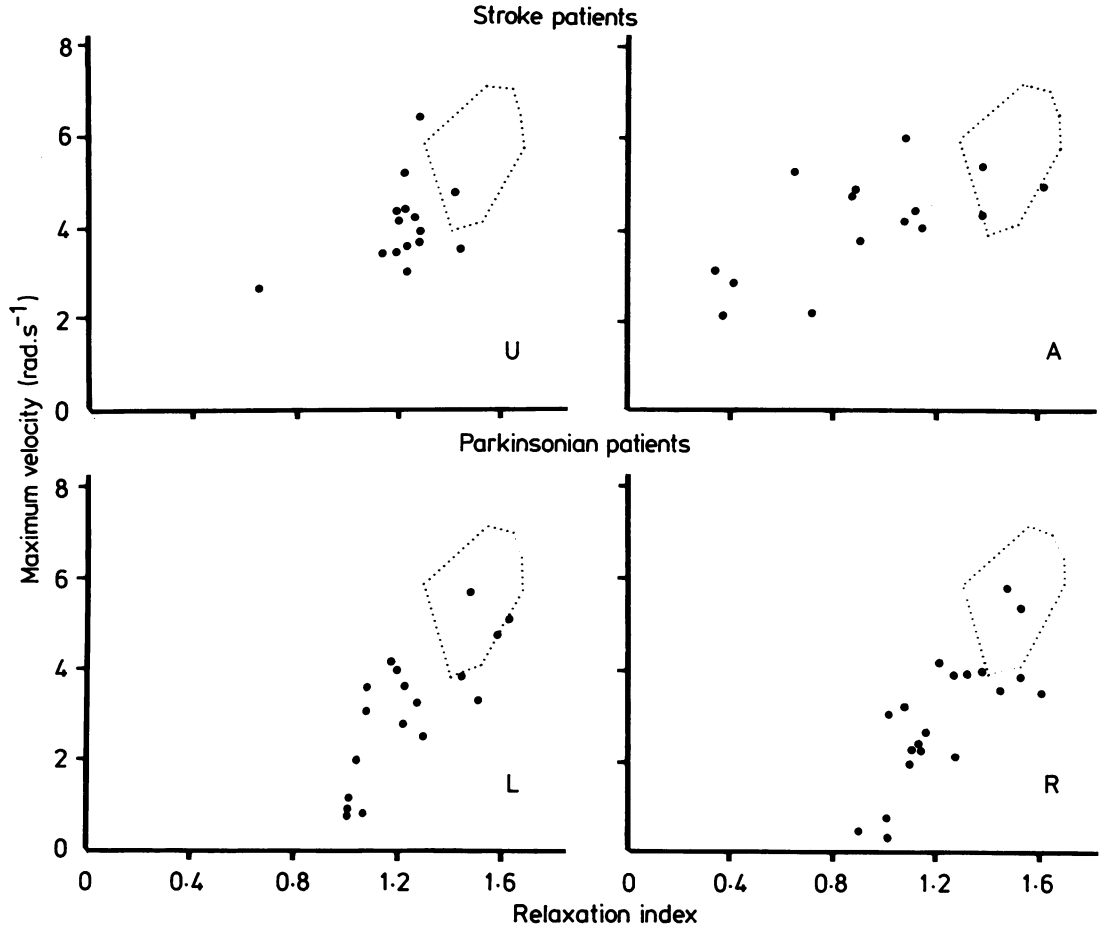 Stroke patients
8
6
4
2
0
U
A
Parkinsonian patients
Maximum velocity (rad.s⁻¹)
8
6
4
2
0
L
R
0 0·4 0·8 1·2 1·6
0 0·4 0·8 1·2 1·6
Relaxation index